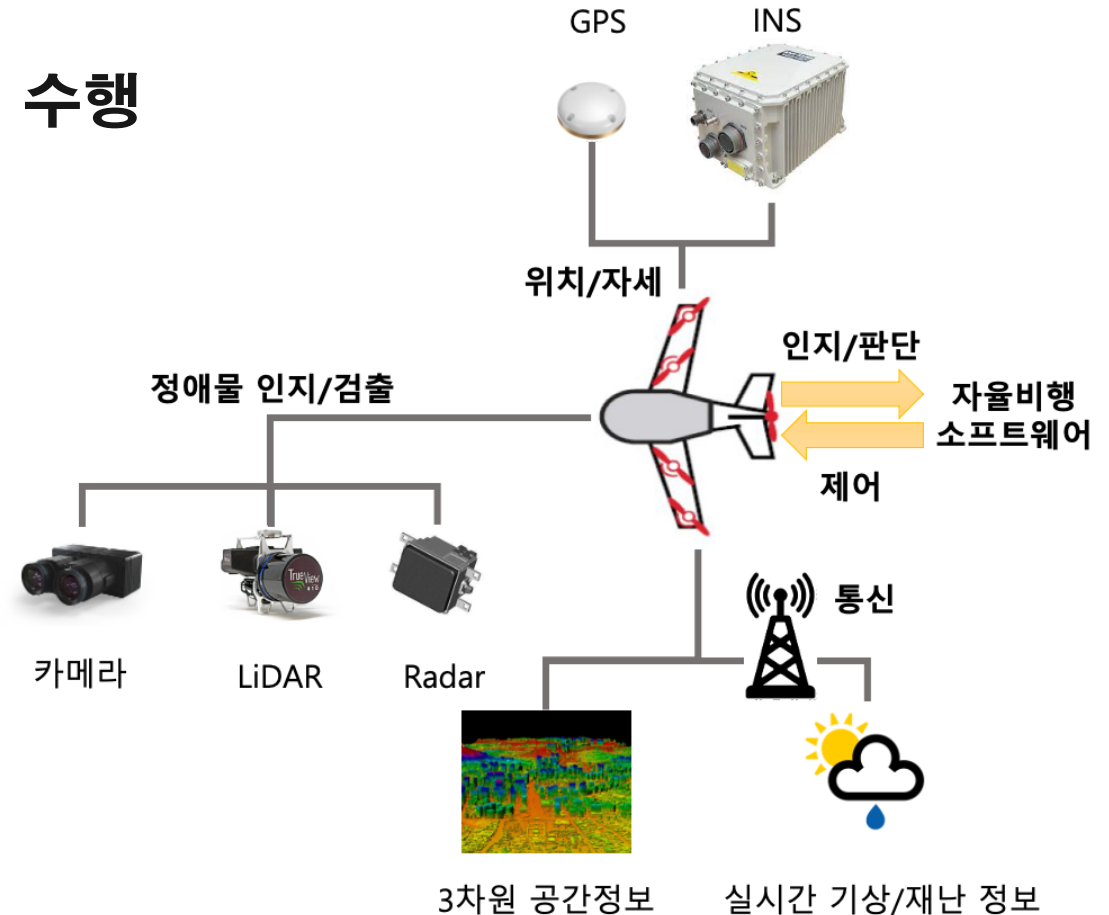 GPS
INS
수행
위치/자세
인지/판단
정애물 인지/검출
자율비행
소프트웨어
제어
True View
통신
카메라
LiDAR
Radar
3차원 공간정보
실시간 기상/재난 정보